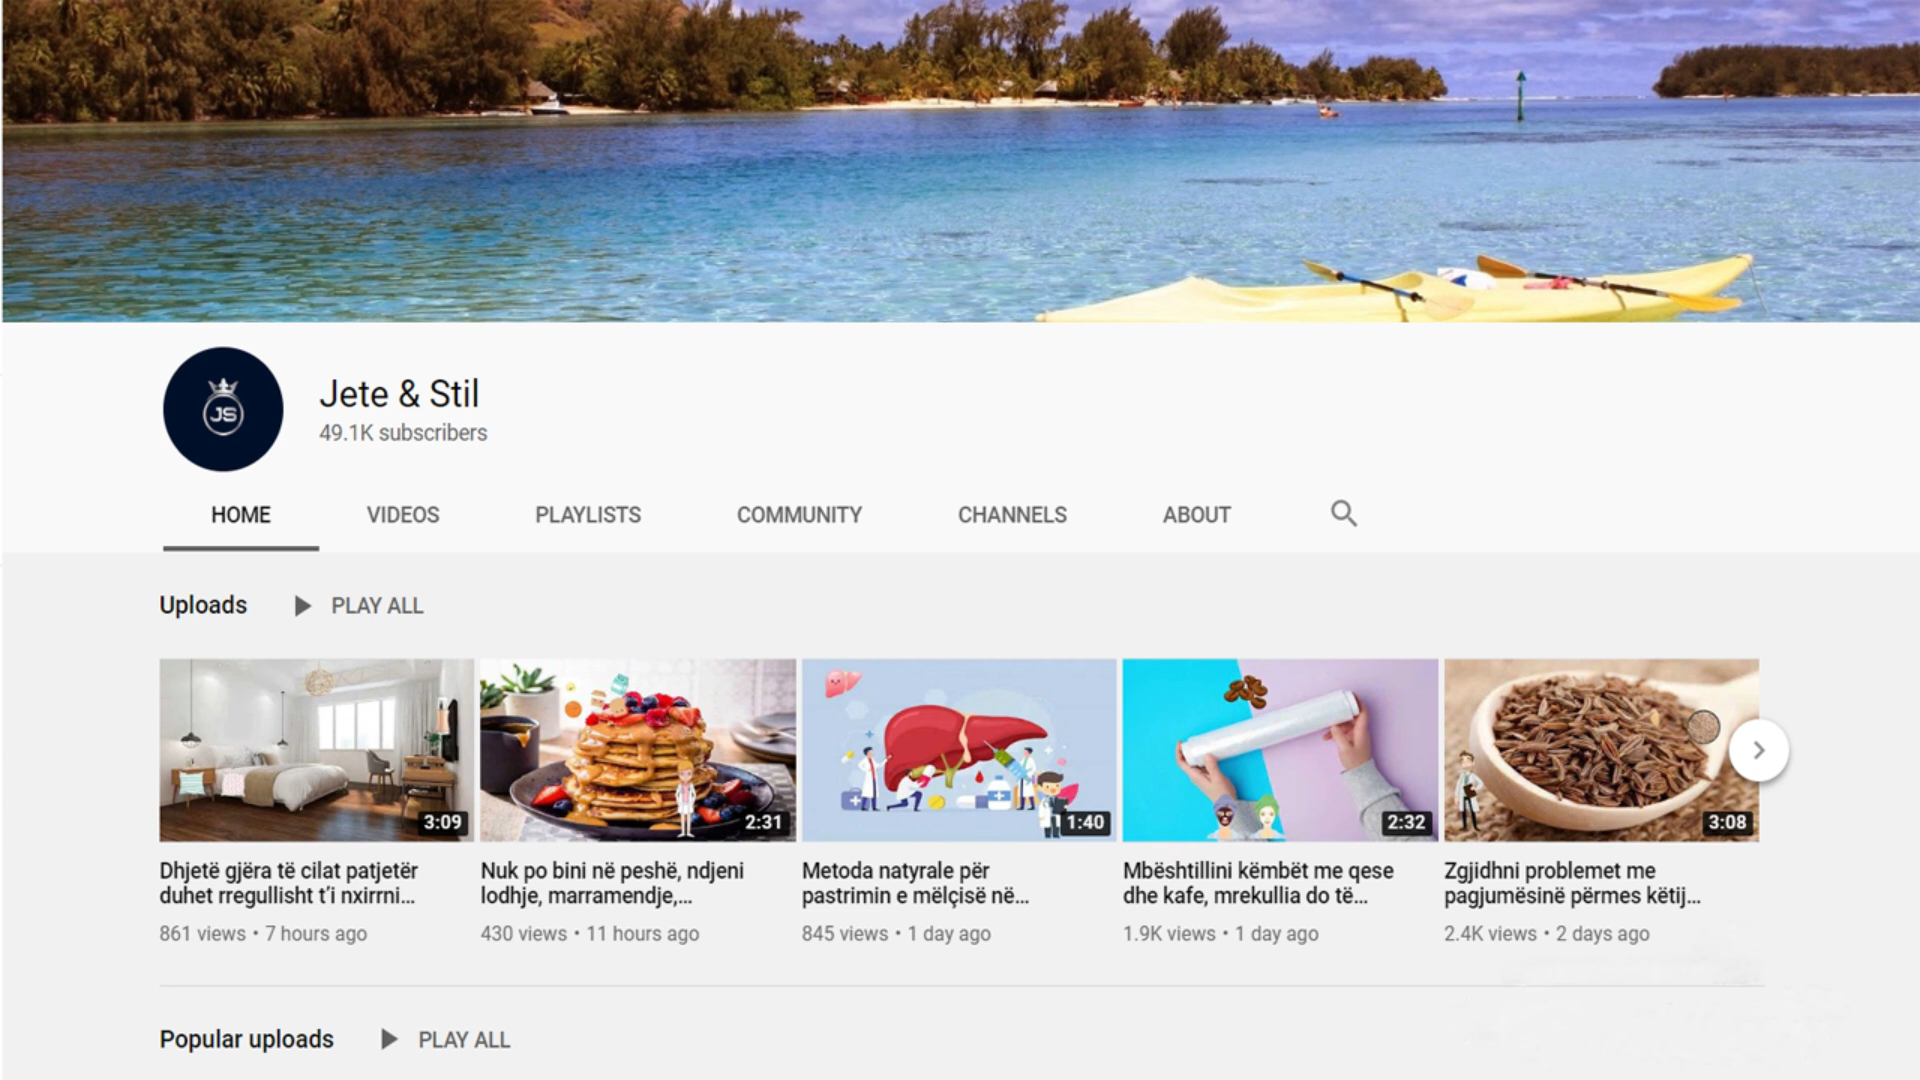 JS
Jete & Stil
49.1K subscribers
HOME
VIDEOS
PLAYLISTS
COMMUNITY
CHANNELS
ABOUT
Uploads
PLAY ALL
3:09
2:31
1:40
2:32
3:08
Dhjetë gjëra të cilat patjetër
duhet rregullisht t'i nxirrni...
861 views • 7 hours ago
Nuk po bini në peshë, ndjeni
lodhje, marramendje,...
430 views • 11 hours ago
Metoda natyrale për
pastrimin e mëlçisë në...
845 views • 1 day ago
Mbështillini këmbët me qese
dhe kafe, mrekullia do të...
1.9K views • 1 day ago
Zgjidhni problemet me
pagjumësinë përmes këtij...
2.4K views • 2 days ago
Popular uploads
PLAY ALL